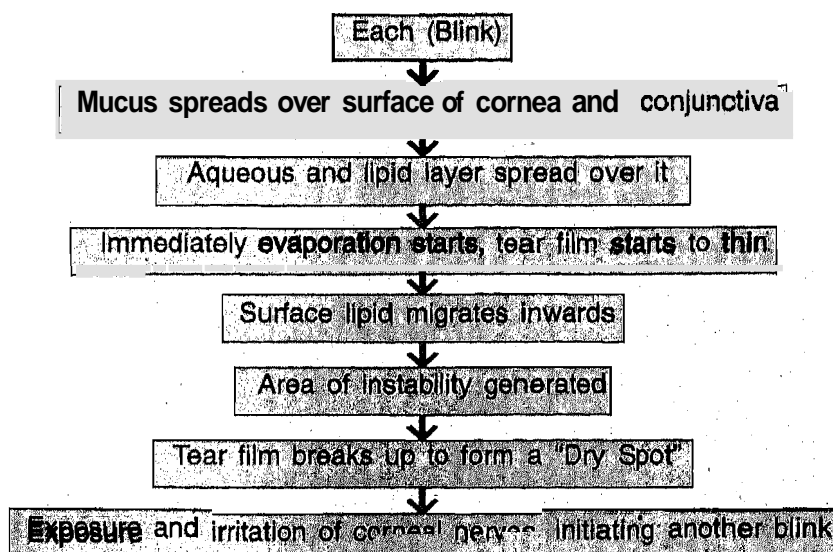 Each (Blink)
Mucus spreads over surface of cornea and conjunctiva
Aqueous and lipid layer spread over it
Immediately evaporation starts, tear film starts to thin
Surface lipid migrates inwards
Area of instability generated
Tear film breaks up to form a "Dry Spot"
Exposure and irritation of corneal nerves initiating another blink